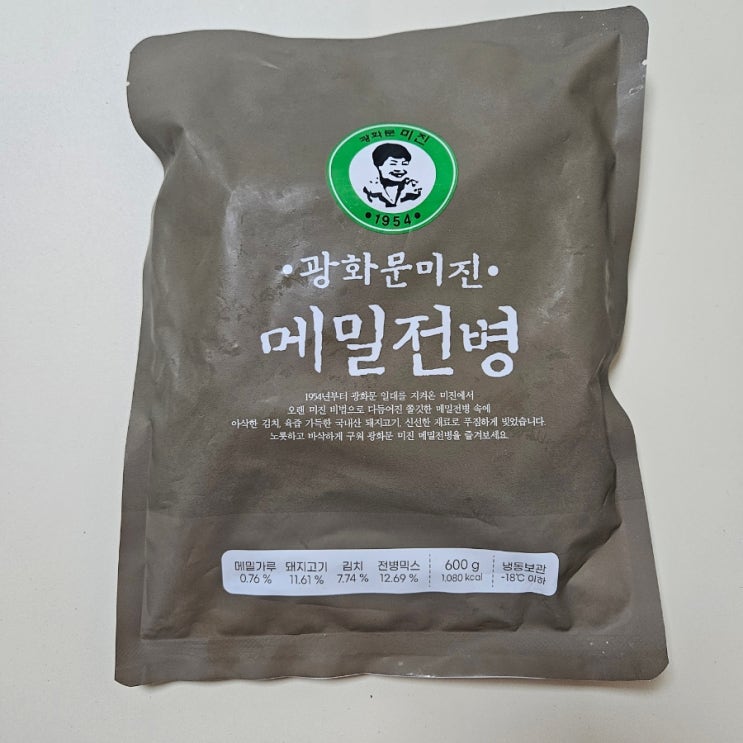 광화문 미진
•1954•
•광화문미진•
메밀전병
1954년부터 광화문 일대를 지켜온 미진에서
오랜 미진 비법으로 다듬어진 쫄깃한 메밀전병 속에
아삭한 김치, 육즙 가득한 국내산 돼지고기, 신선한 재료로 푸짐하게 빚었습니다.
노릇하고 바삭하게 구워 광화문 미진 메밀전병을 즐겨보세요.
메밀가루 돼지고기 김치 전병믹스 600 g 냉동보관
0.76 % 11.61 % 7.74 % 12.69 % 1,080 kcal -18℃ 이하